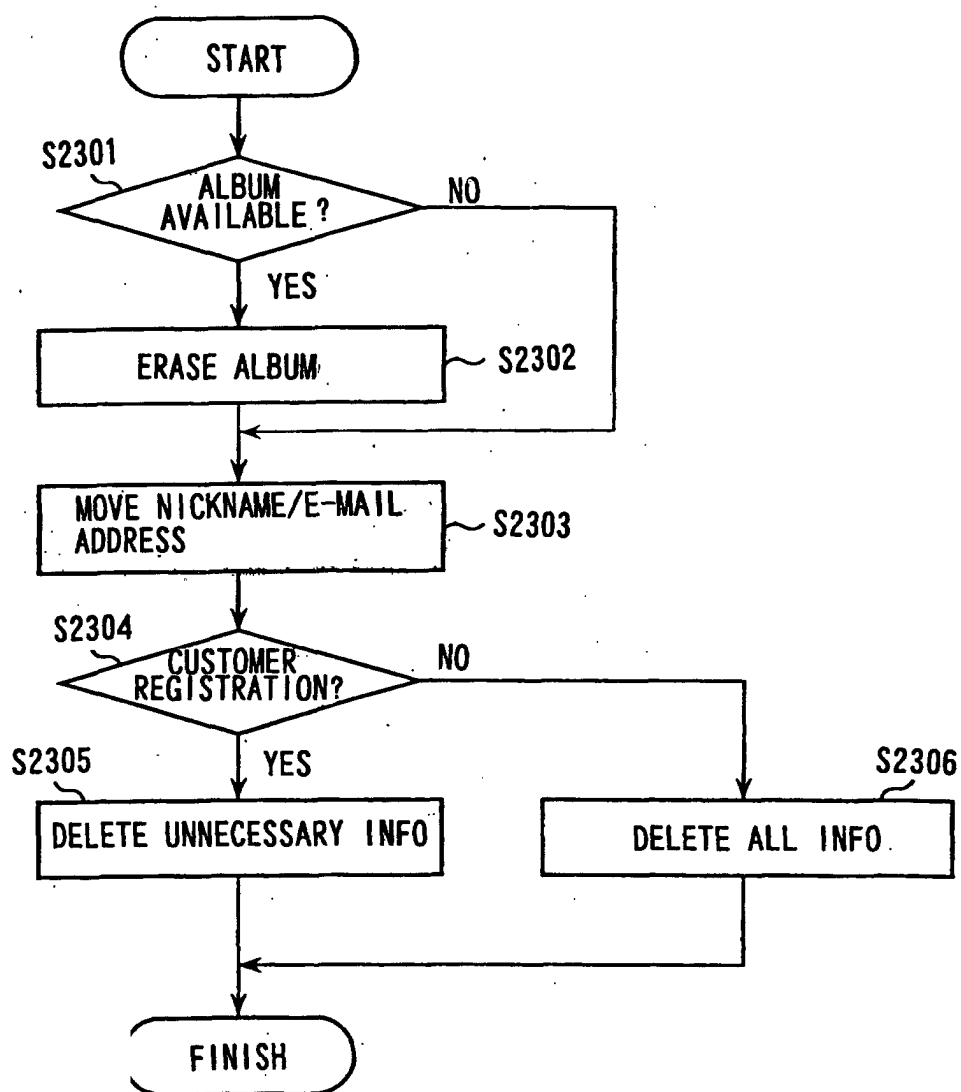 START
S2301
ALBUM
AVAILABLE?
NO
YES
ERASE ALBUM
S2302
MOVE NICKNAME/E-MAIL
ADDRESS
S2303
S2304
CUSTOMER
REGISTRATION?
NO
YES
S2305
DELETE UNNECESSARY INFO
S2306
DELETE ALL INFO
FINISH